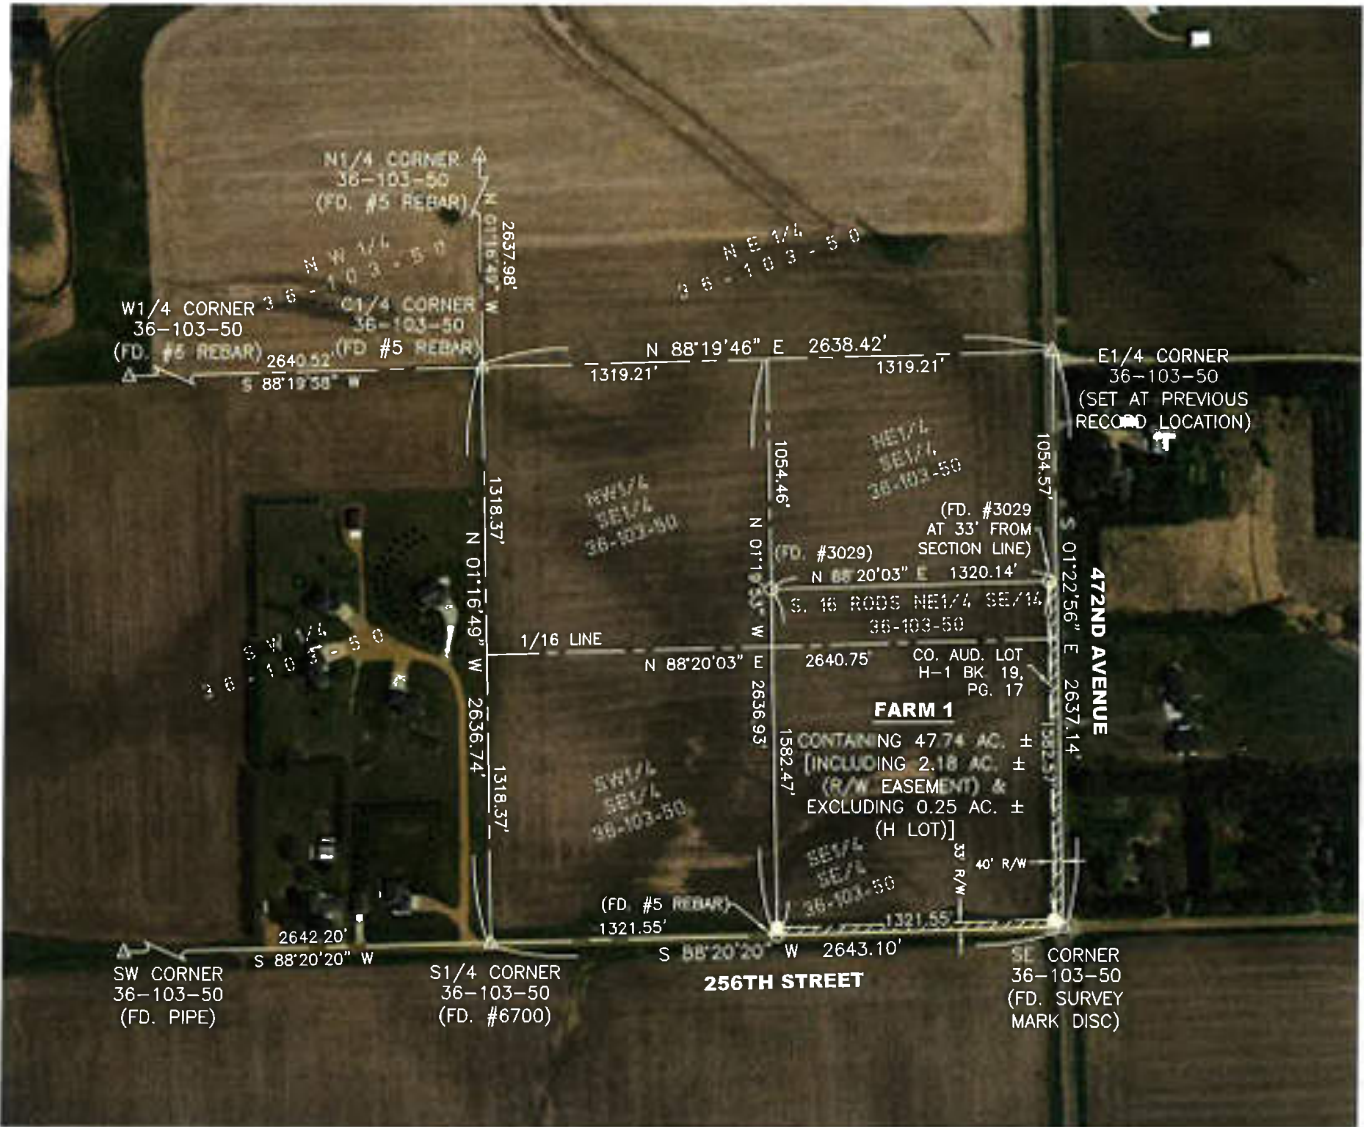 N1/4 CORNER
36-103-50
(FD. #5 REBAR)
N 01°16'49" W
2637.98'
N W 1/4
36-103-50
N E 1/4
36-103-50
W1/4 CORNER
36-103-50
(FD. #5 REBAR)
C1/4 CORNER
36-103-50
(FD #5 REBAR)
2640.52'
S 88°19'58" W
N 88°19'46" E 2638.42'
1319.21'
1319.21'
E1/4 CORNER
36-103-50
(SET AT PREVIOUS
RECORD LOCATION)
NE1/4
SE1/4
36-103-50
1054.46'
1054.57'
NW1/4
SE1/4
36-103-50
1318.37'
N 01°16'49" W 2636.74'
1318.37'
(FD. #3029
AT 33' FROM
SECTION LINE)
(FD. #3029)
N 88°20'03" E 1320.14'
S. 16 RODS NE1/4 SE/14
36-103-50
N 01°19'53" W 2636.93'
S 01°22'56" E 2637.14'
472ND AVENUE
S W 1/4
36-103-50
1/16 LINE
N 88°20'03" E 2640.75'
CO. AUD. LOT
H-1 BK. 19,
PG. 17
FARM 1
CONTAINING 47.74 AC. ±
[INCLUDING 2.18 AC. ±
(R/W EASEMENT) &
EXCLUDING 0.25 AC. ±
(H LOT)]
1582.47'
1582.57'
SW1/4
SE1/4
36-103-50
SE1/4
SE/4
36-103-50
33' R/W
40' R/W
(FD #5 REBAR)
1321.55'
1321.55'
S 88°20'20" W 2643.10'
256TH STREET
2642.20'
S 88°20'20" W
SW CORNER
36-103-50
(FD. PIPE)
S1/4 CORNER
36-103-50
(FD. #6700)
SE CORNER
36-103-50
(FD. SURVEY
MARK DISC)